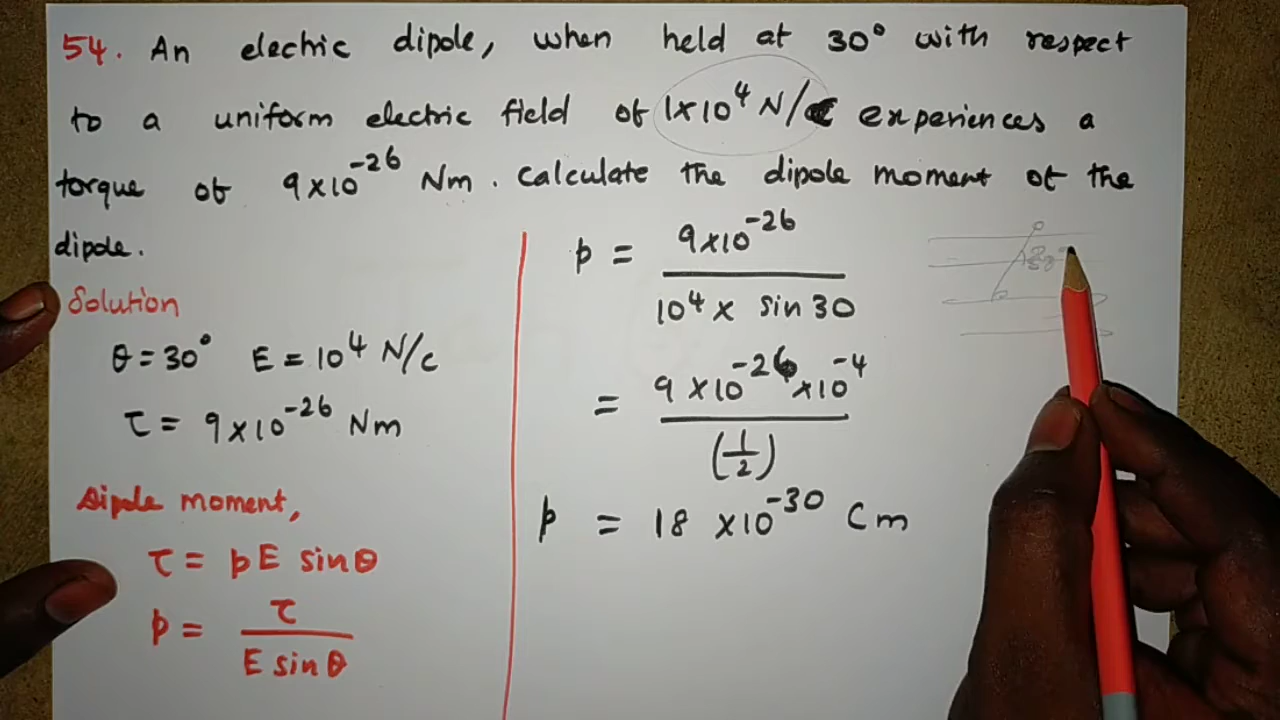 54. An electric dipole, when held at 30° with respect
to a uniform electric field of 1×10⁴ N/C experiences a
torque of 9×10⁻²⁶ Nm. Calculate the dipole moment of the
dipole.
Solution
θ = 30° E = 10⁴ N/c
τ = 9×10⁻²⁶ Nm
Dipole moment,
τ = pE sinθ
p = τ / E sinθ
p = 9×10⁻²⁶ / 10⁴ × sin 30
= 9 ×10⁻²⁶ ×10⁻⁴ / (1/2)
p = 18 ×10⁻³⁰ Cm